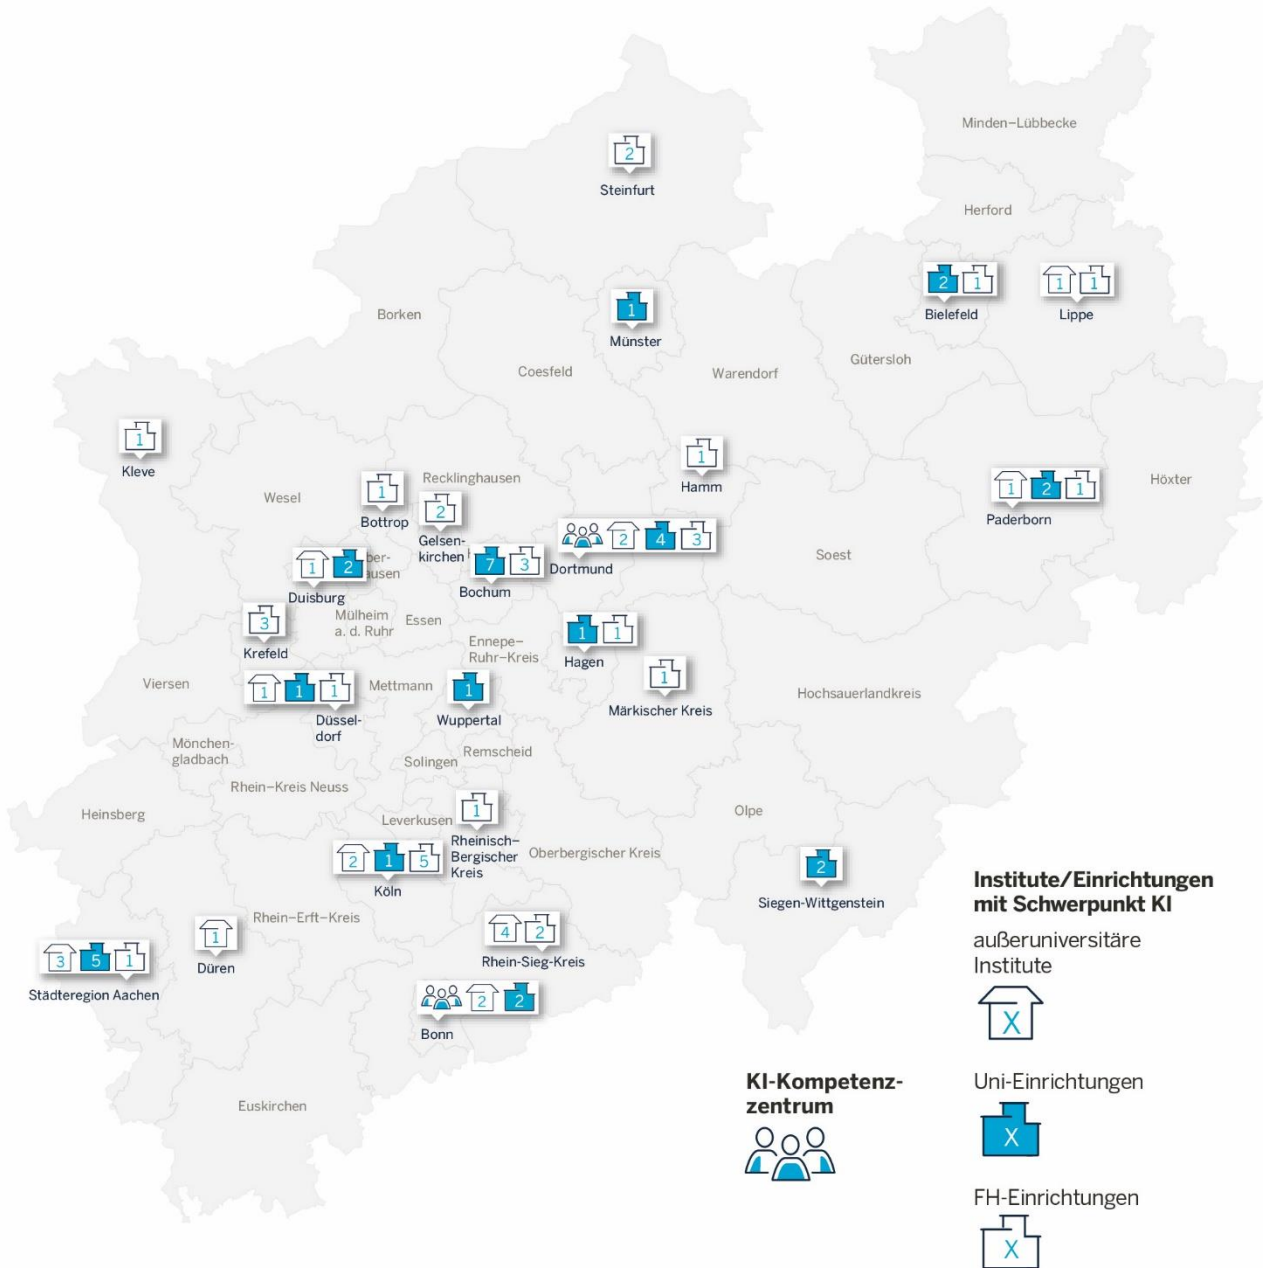 Minden–Lübbecke
2
Steinfurt
Herford
2 1
Bielefeld
1 1
Lippe
1
Münster
Borken
Gütersloh
Coesfeld
Warendorf
1
Kleve
1
Hamm
Recklinghausen
Wesel
1
Bottrop
2
Gelsen-
kirchen
1 2 1
Paderborn
Höxter
2 4 3
Dortmund
Soest
7 3
Bochum
1 2
Duisburg
ber-
ausen
Mülheim
a. d. Ruhr
Essen
3
Krefeld
Ennepe–
Ruhr-Kreis
1 1
Hagen
1
Märkischer Kreis
Viersen
1 1 1
Düssel-
dorf
Mettmann
1
Wuppertal
Hochsauerlandkreis
Mönchen-
gladbach
Solingen
Remscheid
Rhein–Kreis Neuss
Heinsberg
Leverkusen
1
Rheinisch–
Bergischer
Kreis
Oberbergischer Kreis
Olpe
2 1 5
Köln
2
Siegen-Wittgenstein
Rhein–Erft–Kreis
1
Düren
4 2
Rhein-Sieg-Kreis
3 5 1
Städteregion Aachen
2 2
Bonn
Euskirchen
Institute/Einrichtungen
mit Schwerpunkt KI
außeruniversitäre
Institute
X
KI-Kompetenz-
zentrum
Uni-Einrichtungen
X
FH-Einrichtungen
X